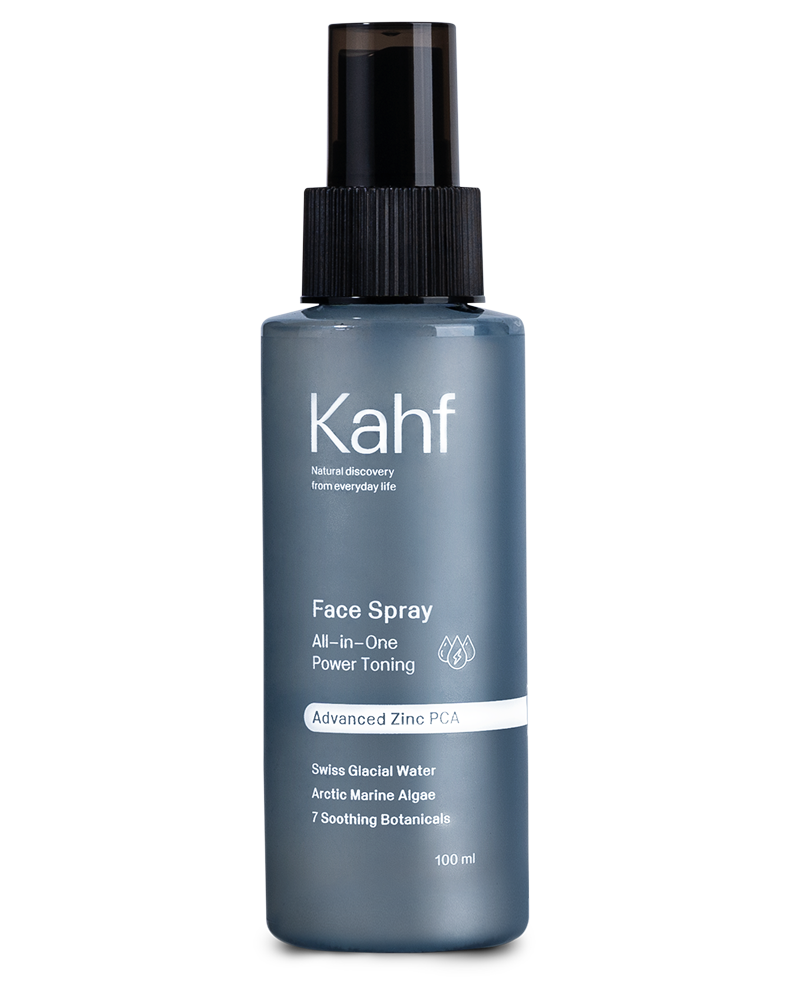 Kahf
Natural discovery
from everyday life
Face Spray
All-in-One
Power Toning
Advanced Zinc PCA
Swiss Glacial Water
Arctic Marine Algae
7 Soothing Botanicals
100 ml